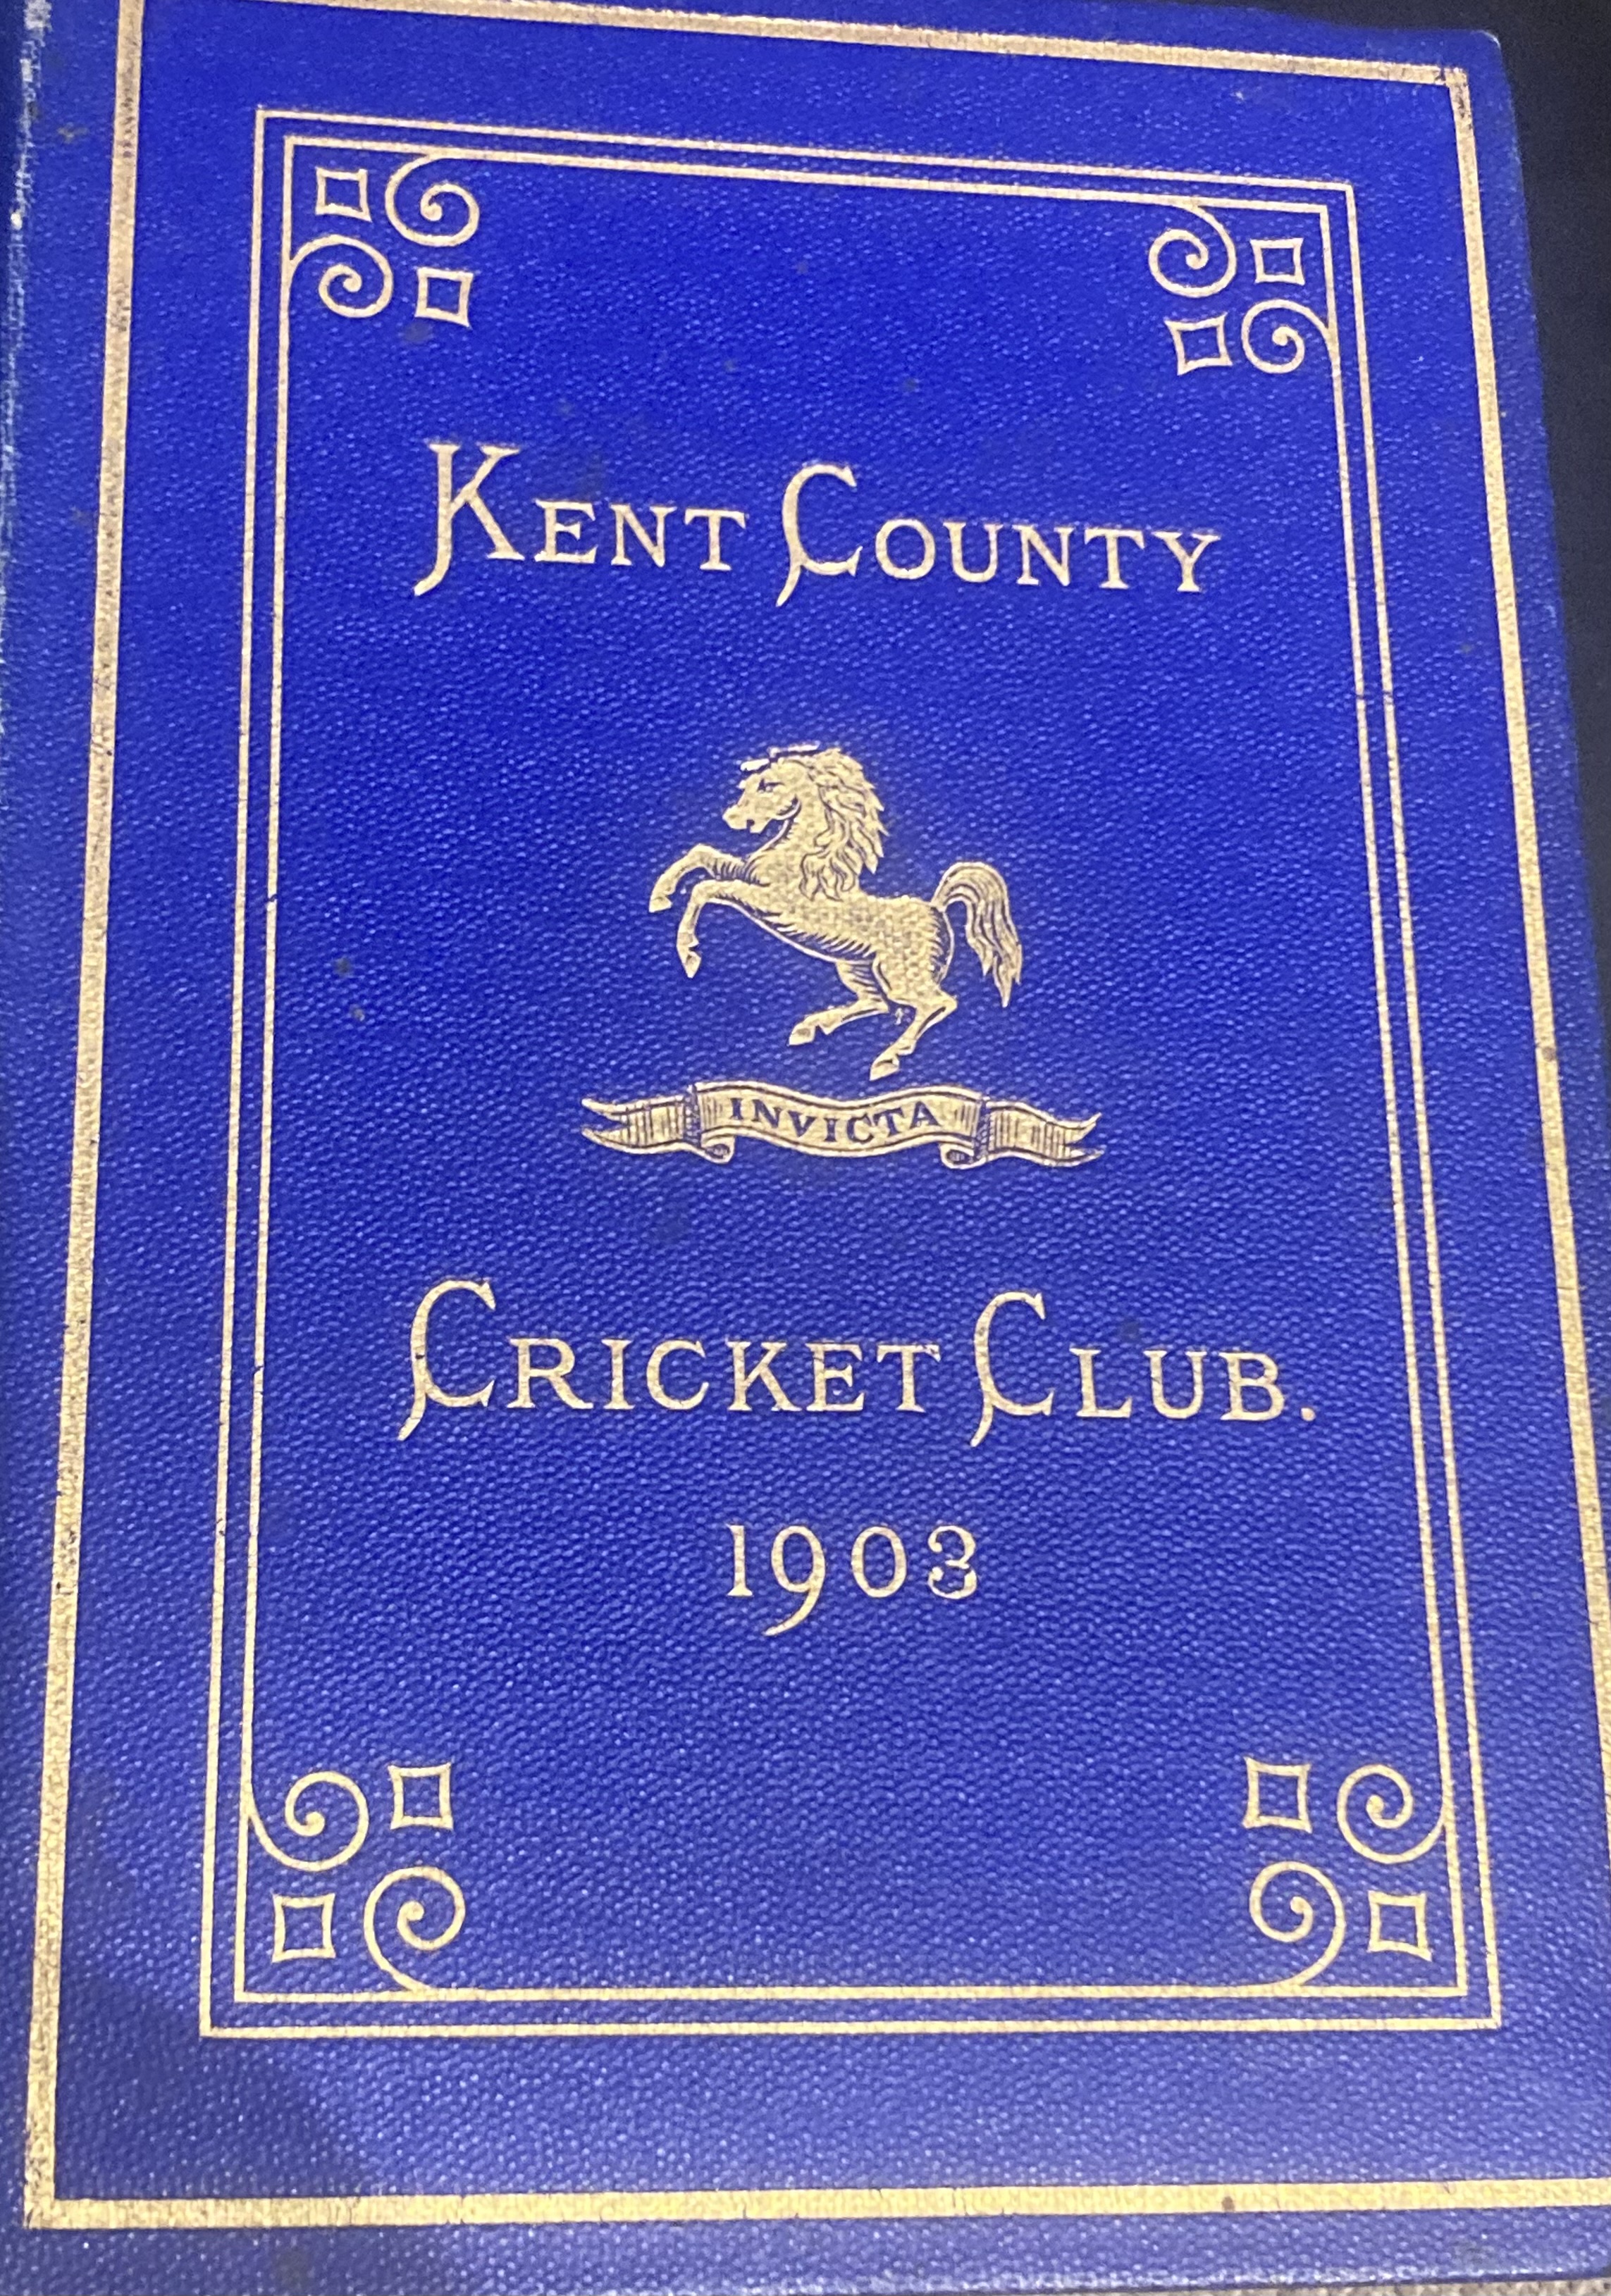 Kent County
INVICTA
Cricket Club.
1903